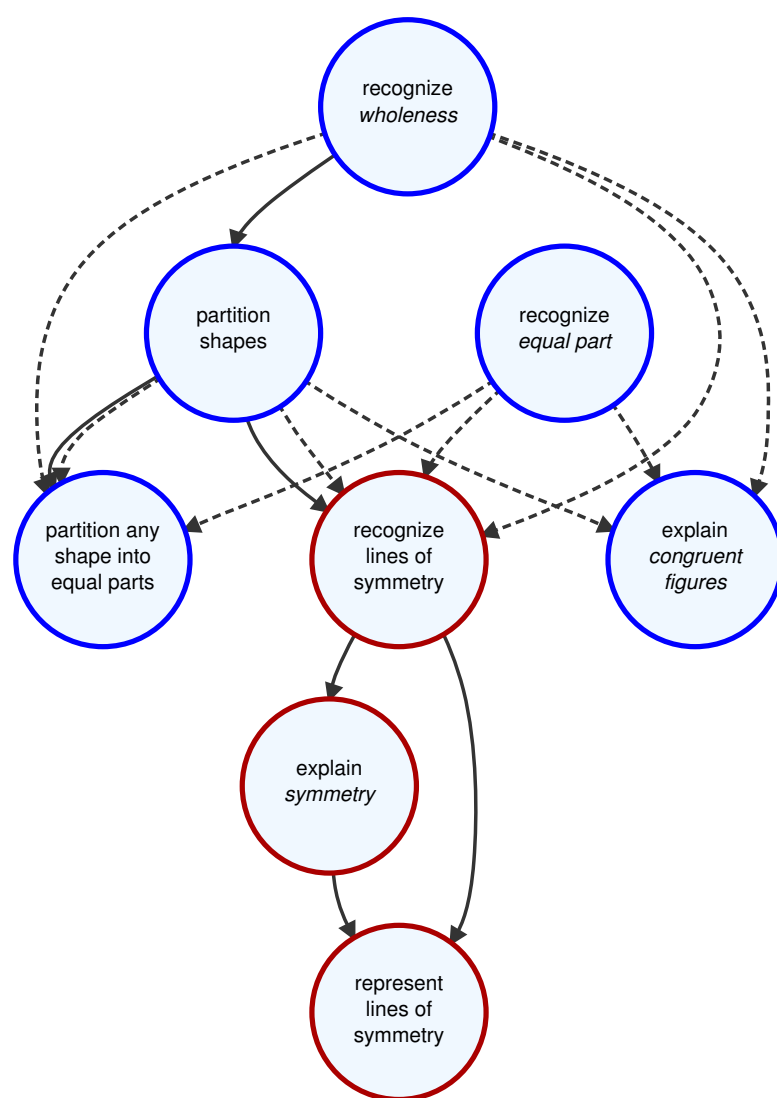 recognize
wholeness
partition
shapes
recognize
equal part
partition any
shape into
equal parts
recognize
lines of
symmetry
explain
congruent
figures
explain
symmetry
represent
lines of
symmetry